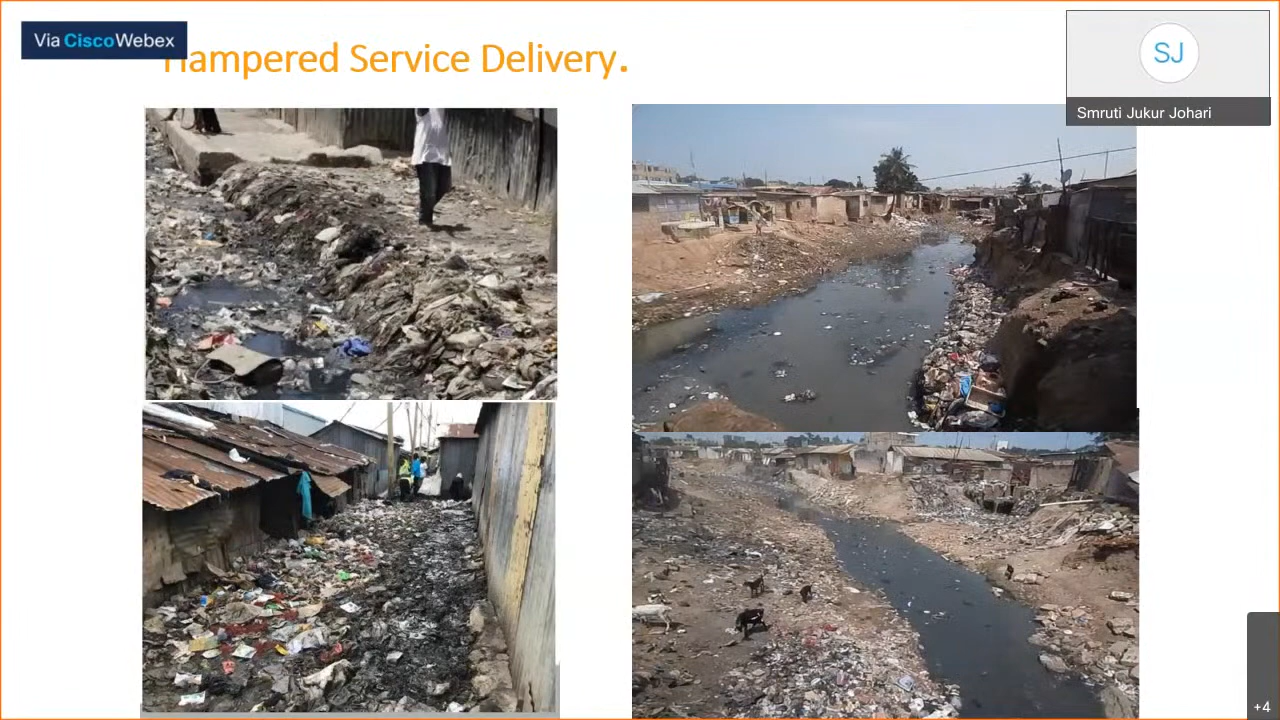 Via CiscoWebex
Hampered Service Delivery.
SJ
Smruti Jukur Johari
+4